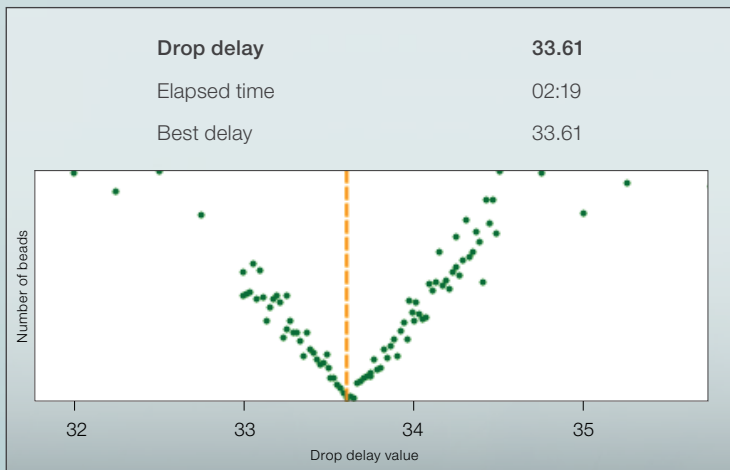 Drop delay 33.61
Elapsed time 02:19
Best delay 33.61
Number of beads
32 33 34 35
Drop delay value